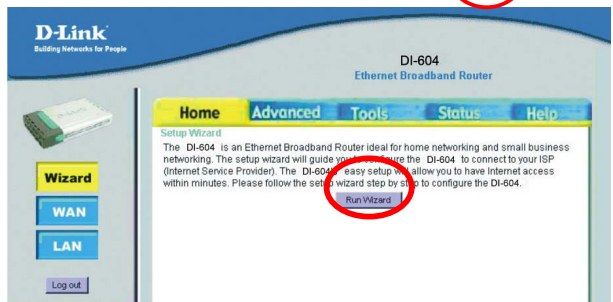 D-Link
Building Networks for People
DI-604
Ethernet Broadband Router
Home Advanced Tools Status Help
Setup Wizard
The DI-604 is an Ethernet Broadband Router ideal for home networking and small business
networking. The setup wizard will guide you to configure the DI-604 to connect to your ISP
(Internet Service Provider). The DI-604's easy setup will allow you to have Internet access
within minutes. Please follow the setup wizard step by step to configure the DI-604.
Run Wizard
Wizard
WAN
LAN
Log out